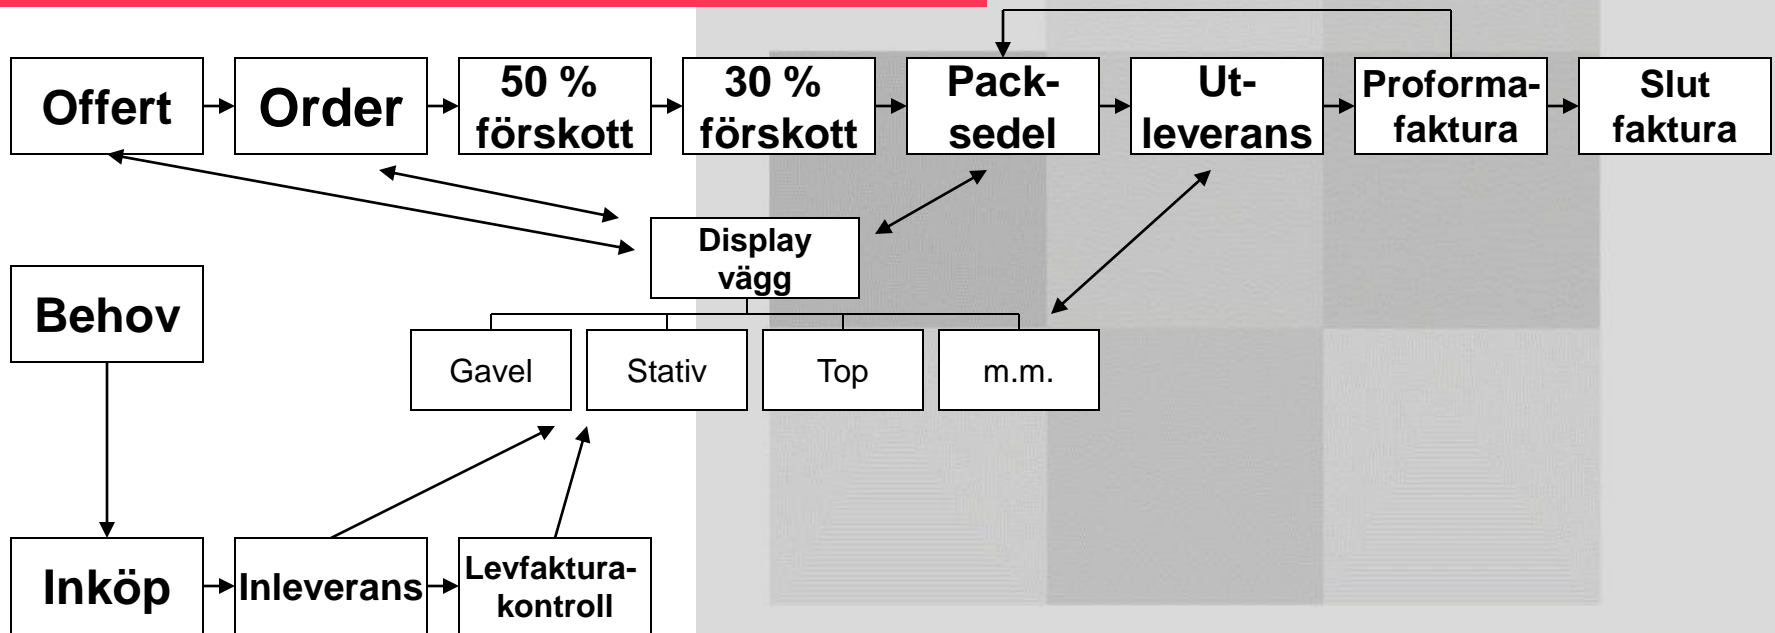 Offert
Order
50 %
förskott
30 %
förskott
Pack-
sedel
Ut-
leverans
Proforma-
faktura
Slut
faktura
Display
vägg
Behov
Gavel
Stativ
Top
m.m.
Inköp
Inleverans
Levfaktura-
kontroll